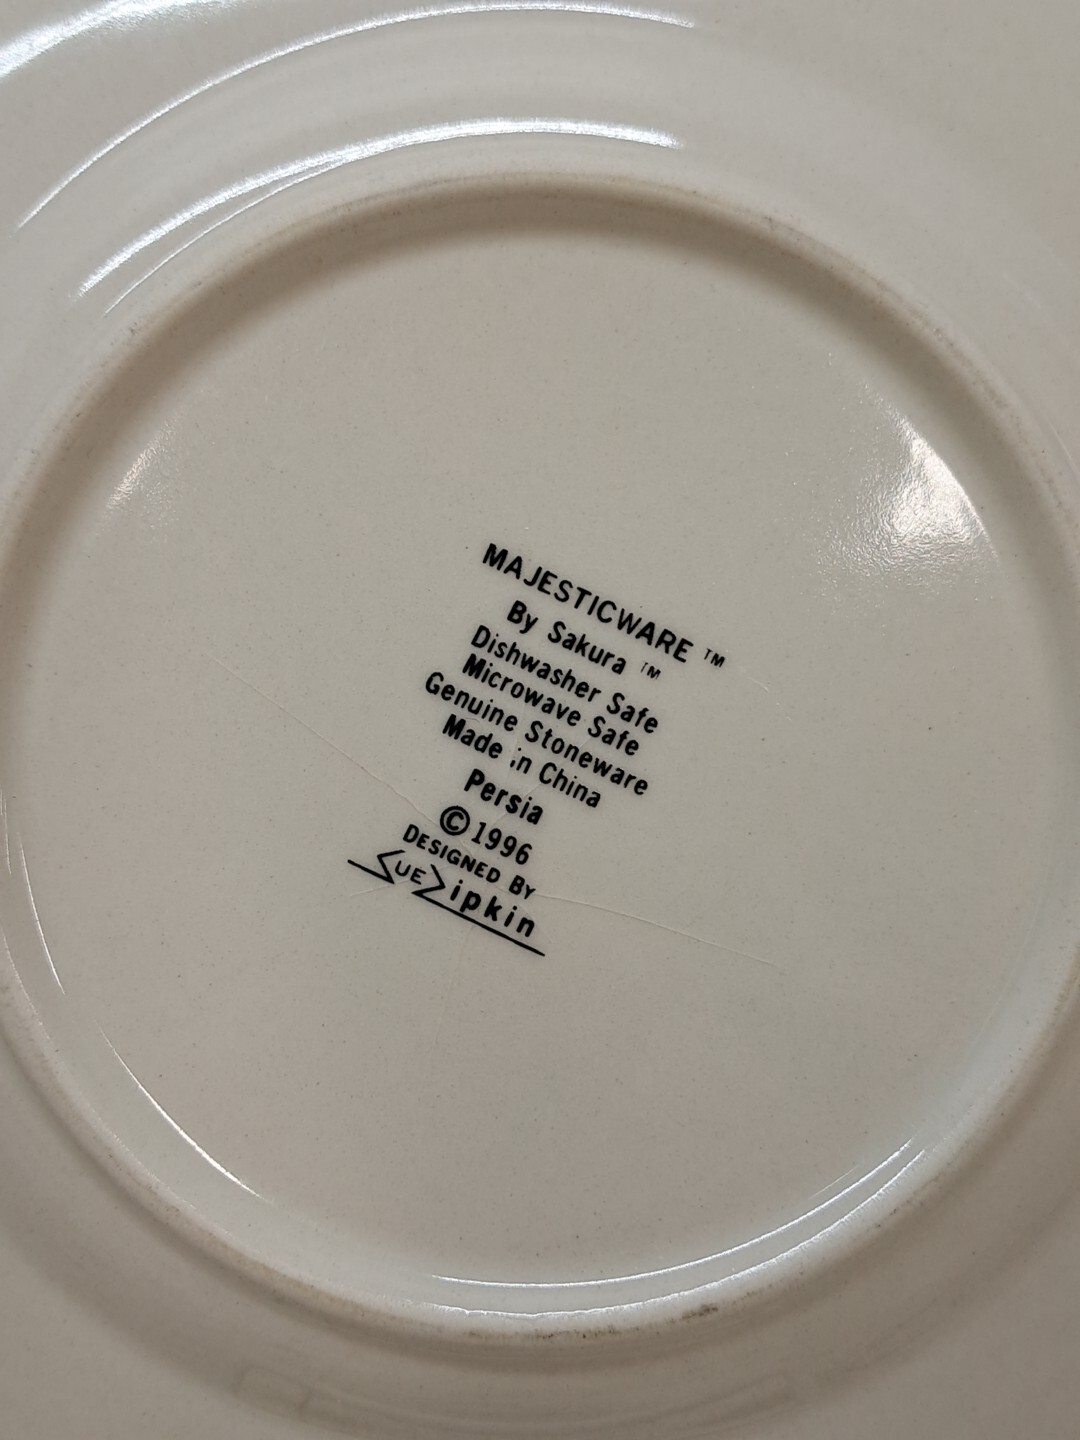 MAJESTICWARE ™
By Sakura ™
Dishwasher Safe
Microwave Safe
Genuine Stoneware
Made in China
Persia
©1996
DESIGNED BY
SUE Zipkin